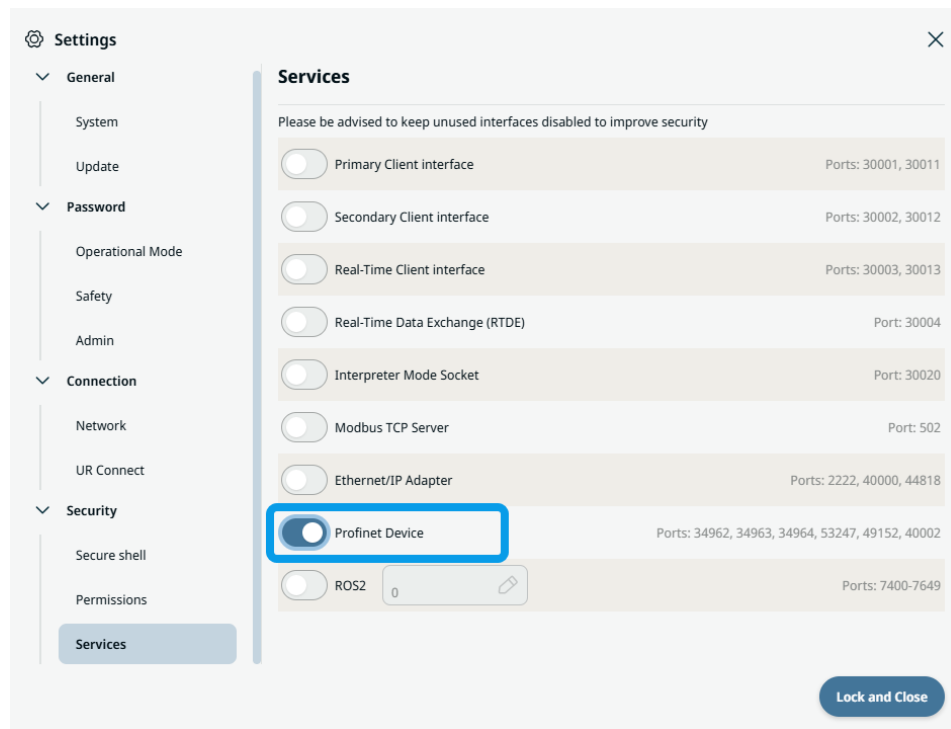 Settings
General
System
Update
Password
Operational Mode
Safety
Admin
Connection
Network
UR Connect
Security
Secure shell
Permissions
Services
Services
Please be advised to keep unused interfaces disabled to improve security
Primary Client interface Ports: 30001, 30011
Secondary Client interface Ports: 30002, 30012
Real-Time Client interface Ports: 30003, 30013
Real-Time Data Exchange (RTDE) Port: 30004
Interpreter Mode Socket Port: 30020
Modbus TCP Server Port: 502
Ethernet/IP Adapter Ports: 2222, 40000, 44818
Profinet Device Ports: 34962, 34963, 34964, 53247, 49152, 40002
ROS2 0 Ports: 7400-7649
Lock and Close